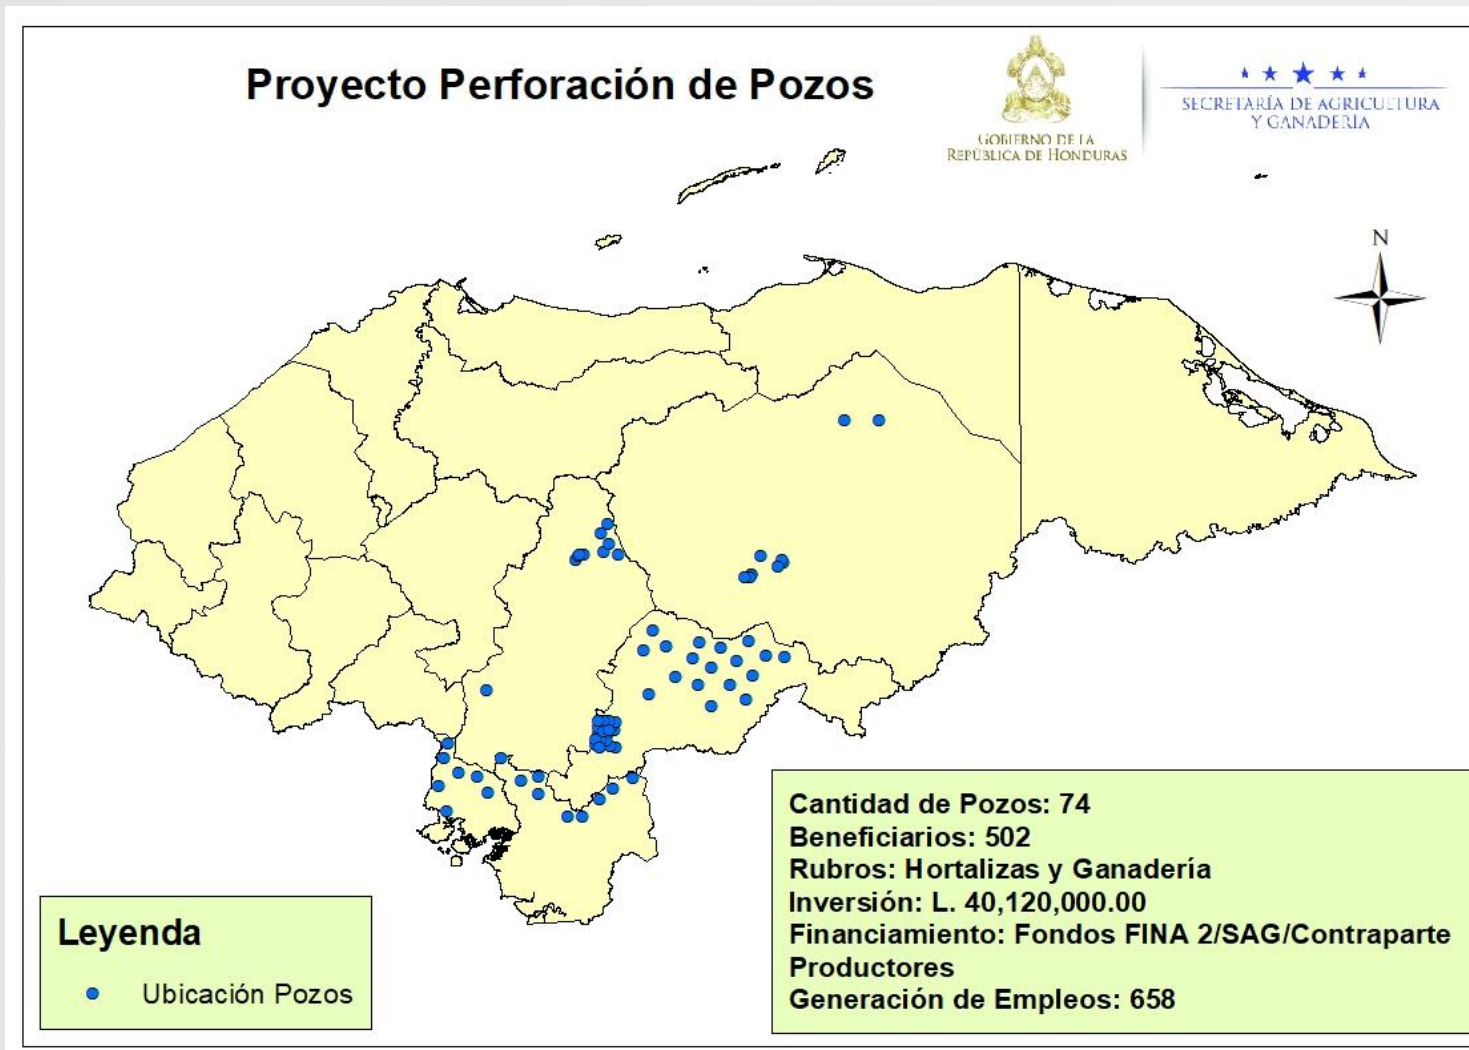 Proyecto Perforación de Pozos
GOBIERNO DE LA
REPÚBLICA DE HONDURAS
SECRETARÍA DE AGRICULTURA
Y GANADERÍA
N
Cantidad de Pozos: 74
Beneficiarios: 502
Rubros: Hortalizas y Ganadería
Inversión: L. 40,120,000.00
Financiamiento: Fondos FINA 2/SAG/Contraparte
Productores
Generación de Empleos: 658
Leyenda
Ubicación Pozos